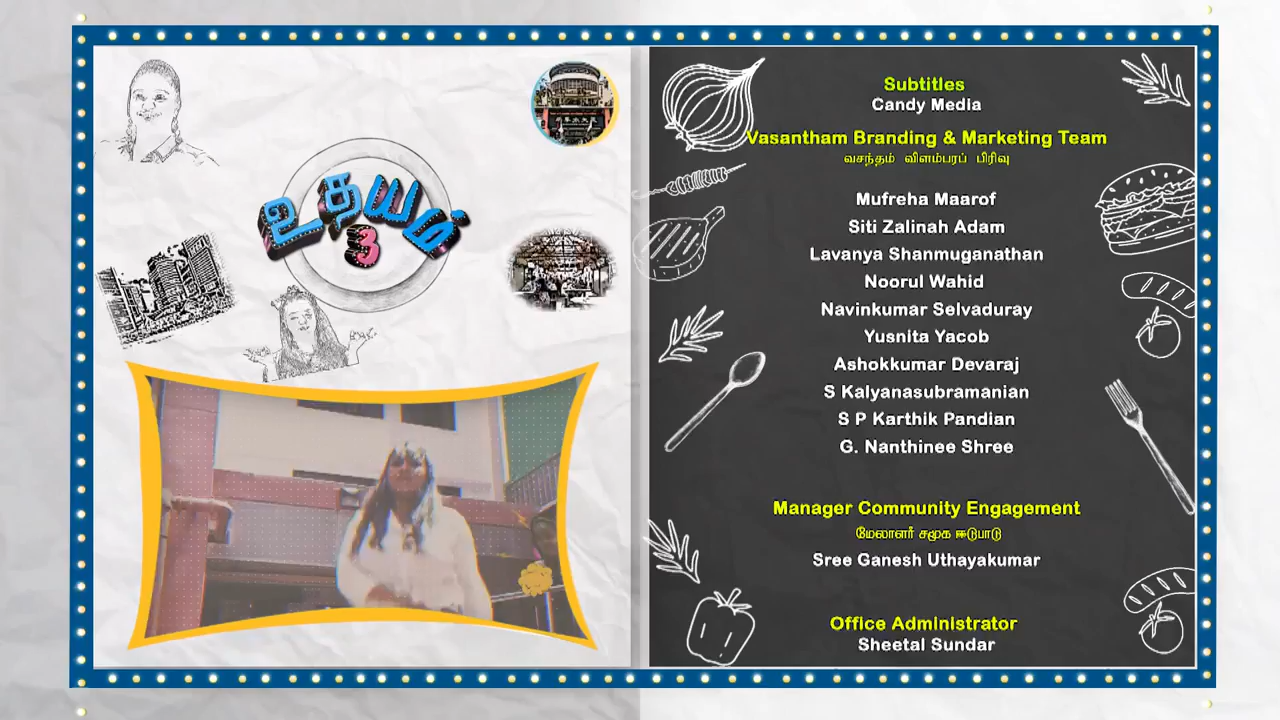 உதயம்
3
Subtitles
Candy Media
Vasantham Branding & Marketing Team
வசந்தம் விளம்பரப் பிரிவு
Mufreha Maarof
Siti Zalinah Adam
Lavanya Shanmuganathan
Noorul Wahid
Navinkumar Selvaduray
Yusnita Yacob
Ashokkumar Devaraj
S Kalyanasubramanian
S P Karthik Pandian
G. Nanthinee Shree
Manager Community Engagement
மேலாளர் சமூக ஈடுபாடு
Sree Ganesh Uthayakumar
Office Administrator
Sheetal Sundar